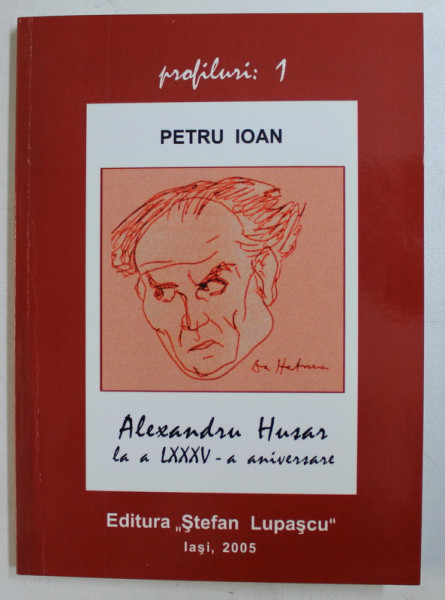 profiluri: 1
PETRU IOAN
Alexandru Husar
la a LXXXV - a aniversare
Editura „Ştefan Lupaşcu"
Iaşi, 2005